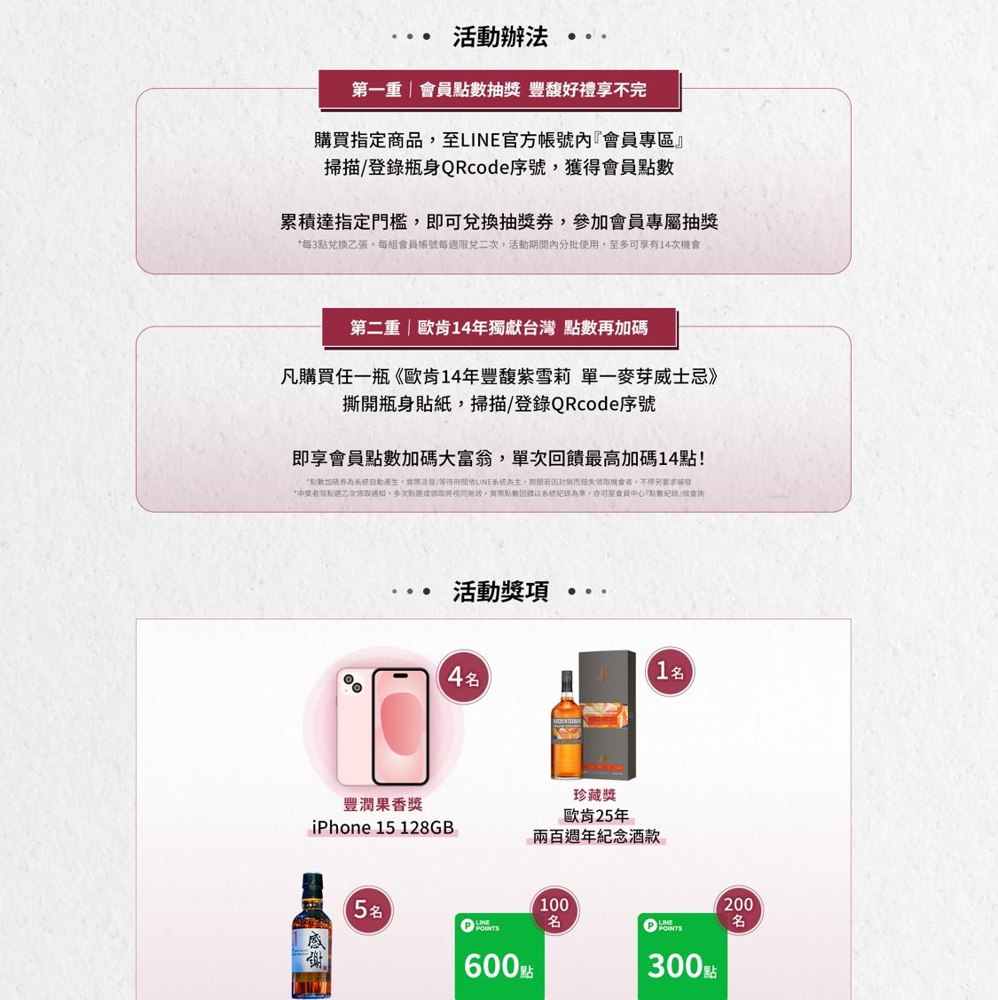 活動辦法
第一重｜會員點數抽獎 豐馥好禮享不完
購買指定商品，至LINE官方帳號內『會員專區』
掃描/登錄瓶身QRcode序號，獲得會員點數
累積達指定門檻，即可兌換抽獎券，參加會員專屬抽獎
*每3點兌換乙張，每組會員帳號每週限兌二次，活動期間內分批使用，至多可享有14次機會
第二重｜歐肯14年獨獻台灣 點數再加碼
凡購買任一瓶《歐肯14年豐馥紫雪莉 單一麥芽威士忌》
撕開瓶身貼紙，掃描/登錄QRcode序號
即享會員點數加碼大富翁，單次回饋最高加碼14點！
*點數加碼券為系統自動產生，實際派發/等待時間依LINE系統為主，期間若因封鎖而錯失領取機會者，不得另要求補發
*中獎者限點選乙次領取通知，多次點選或領取將視同無效，實際點數回饋以系統紀錄為準，亦可至會員中心『點數紀錄』做查詢
活動獎項
4名
1名
AUCHENTOSHAN
豐潤果香獎
iPhone 15 128GB
珍藏獎
歐肯25年
兩百週年紀念酒款
5名
100
名
200
名
感謝
P LINE POINTS
600點
P LINE POINTS
300點